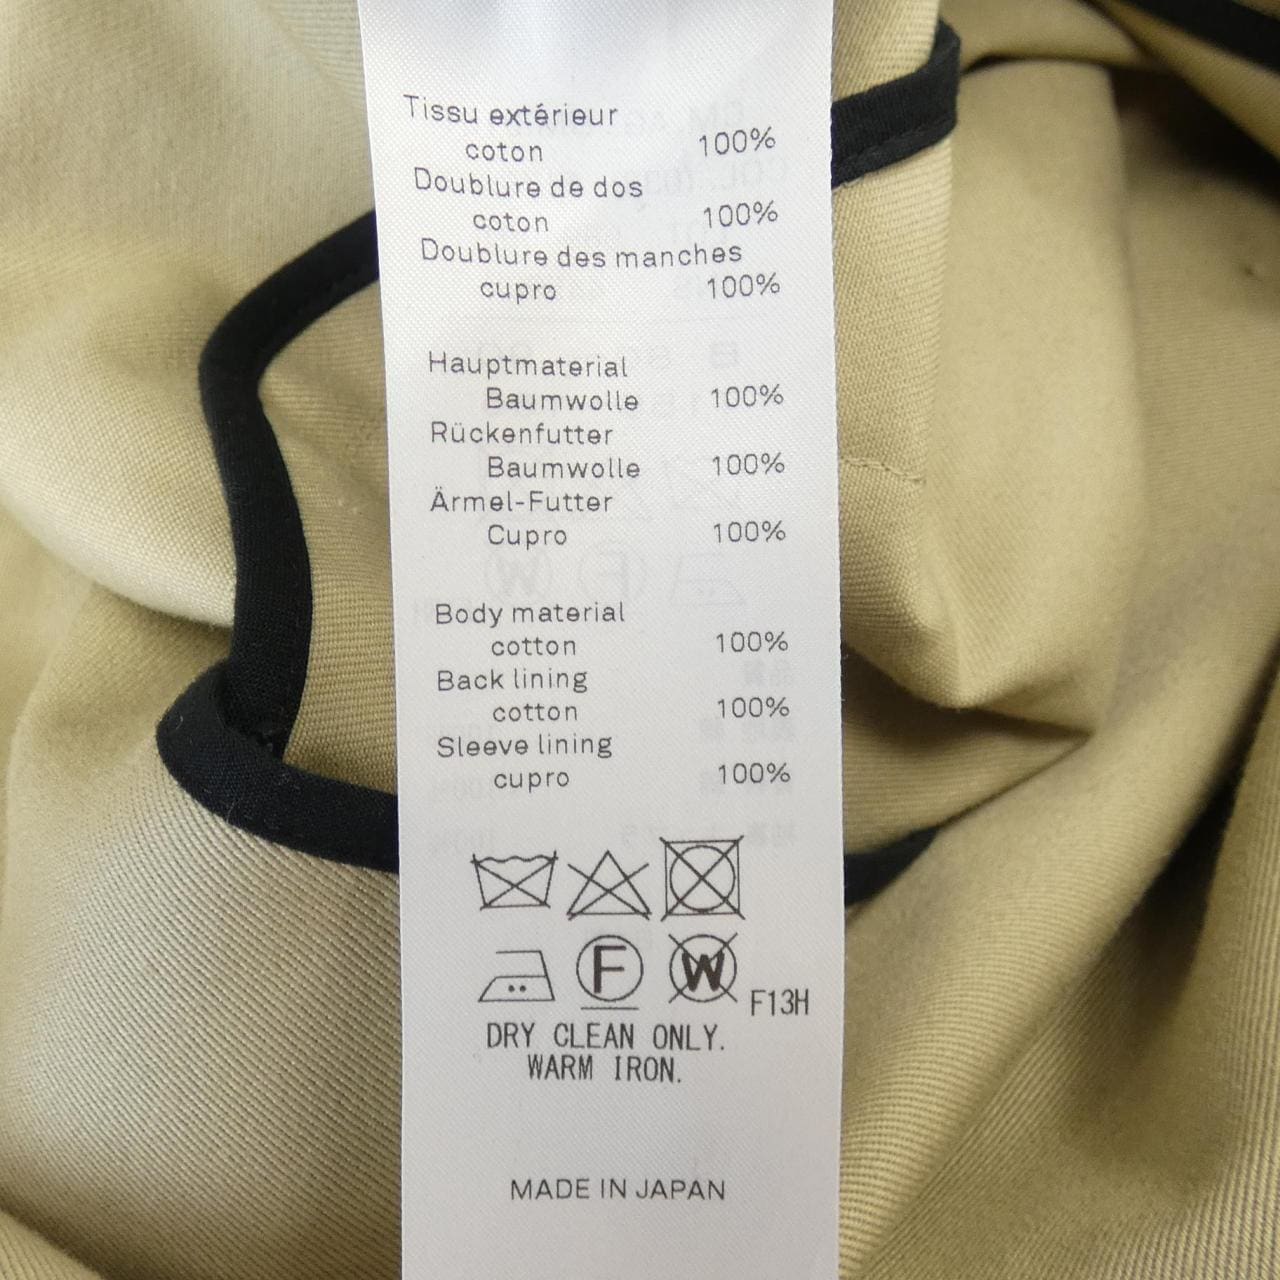 Tissu extérieur
coton 100%
Doublure de dos
coton 100%
Doublure des manches
cupro 100%
Hauptmaterial
Baumwolle 100%
Rückenfutter
Baumwolle 100%
Ärmel-Futter
Cupro 100%
Body material
cotton 100%
Back lining
cotton 100%
Sleeve lining
cupro 100%
F W F13H
DRY CLEAN ONLY.
WARM IRON.
MADE IN JAPAN